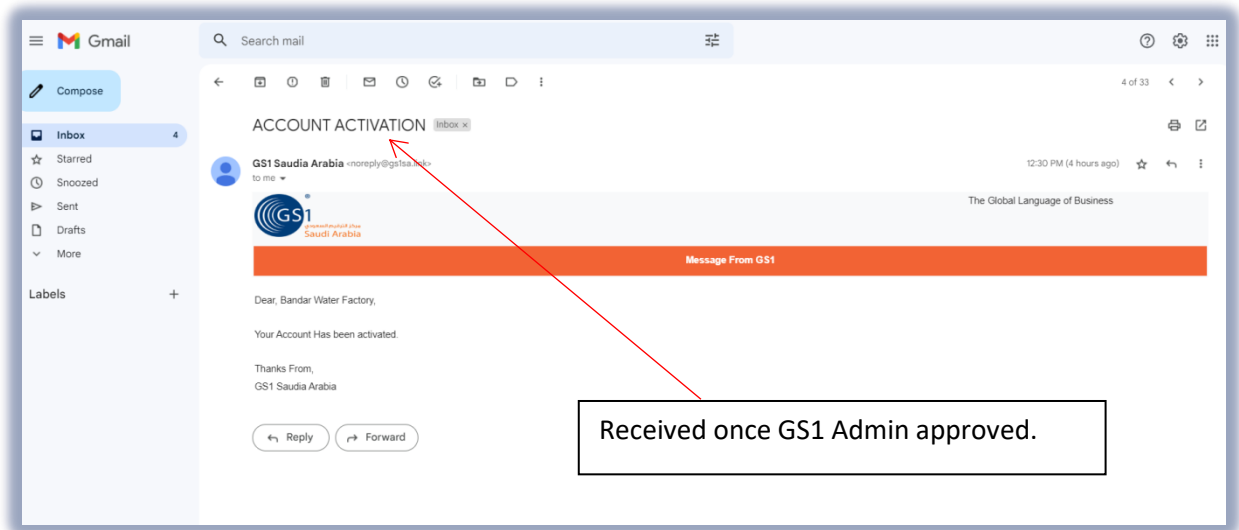 Gmail
Search mail
Compose
4 of 33
Inbox 4
Starred
Snoozed
Sent
Drafts
More
Labels +
ACCOUNT ACTIVATION Inbox x
GS1 Saudia Arabia <noreply@gs1sa.link>
12:30 PM (4 hours ago)
to me
GS1
Saudi Arabia
The Global Language of Business
Message From GS1
Dear, Bandar Water Factory,
Your Account Has been activated.
Thanks From,
GS1 Saudia Arabia
Reply
Forward
Received once GS1 Admin approved.